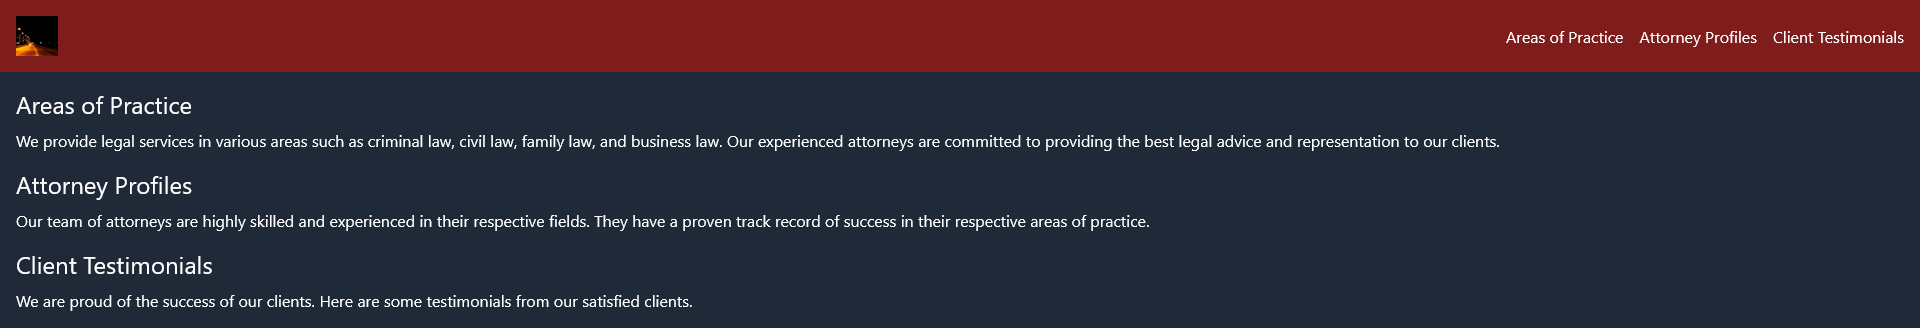 Areas of Practice Attorney Profiles Client Testimonials
Areas of Practice
We provide legal services in various areas such as criminal law, civil law, family law, and business law. Our experienced attorneys are committed to providing the best legal advice and representation to our clients.
Attorney Profiles
Our team of attorneys are highly skilled and experienced in their respective fields. They have a proven track record of success in their respective areas of practice.
Client Testimonials
We are proud of the success of our clients. Here are some testimonials from our satisfied clients.